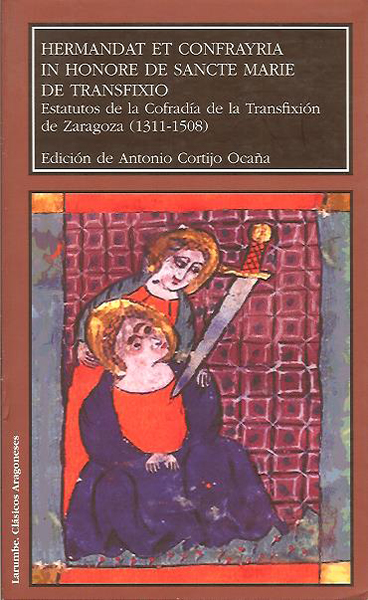 HERMANDAT ET CONFRAYRIA
IN HONORE DE SANCTE MARIE
DE TRANSFIXIO
Estatutos de la Cofradía de la Transfixión
de Zaragoza (1311-1508)
Edición de Antonio Cortijo Ocaña
Larumbe. Clásicos Aragoneses